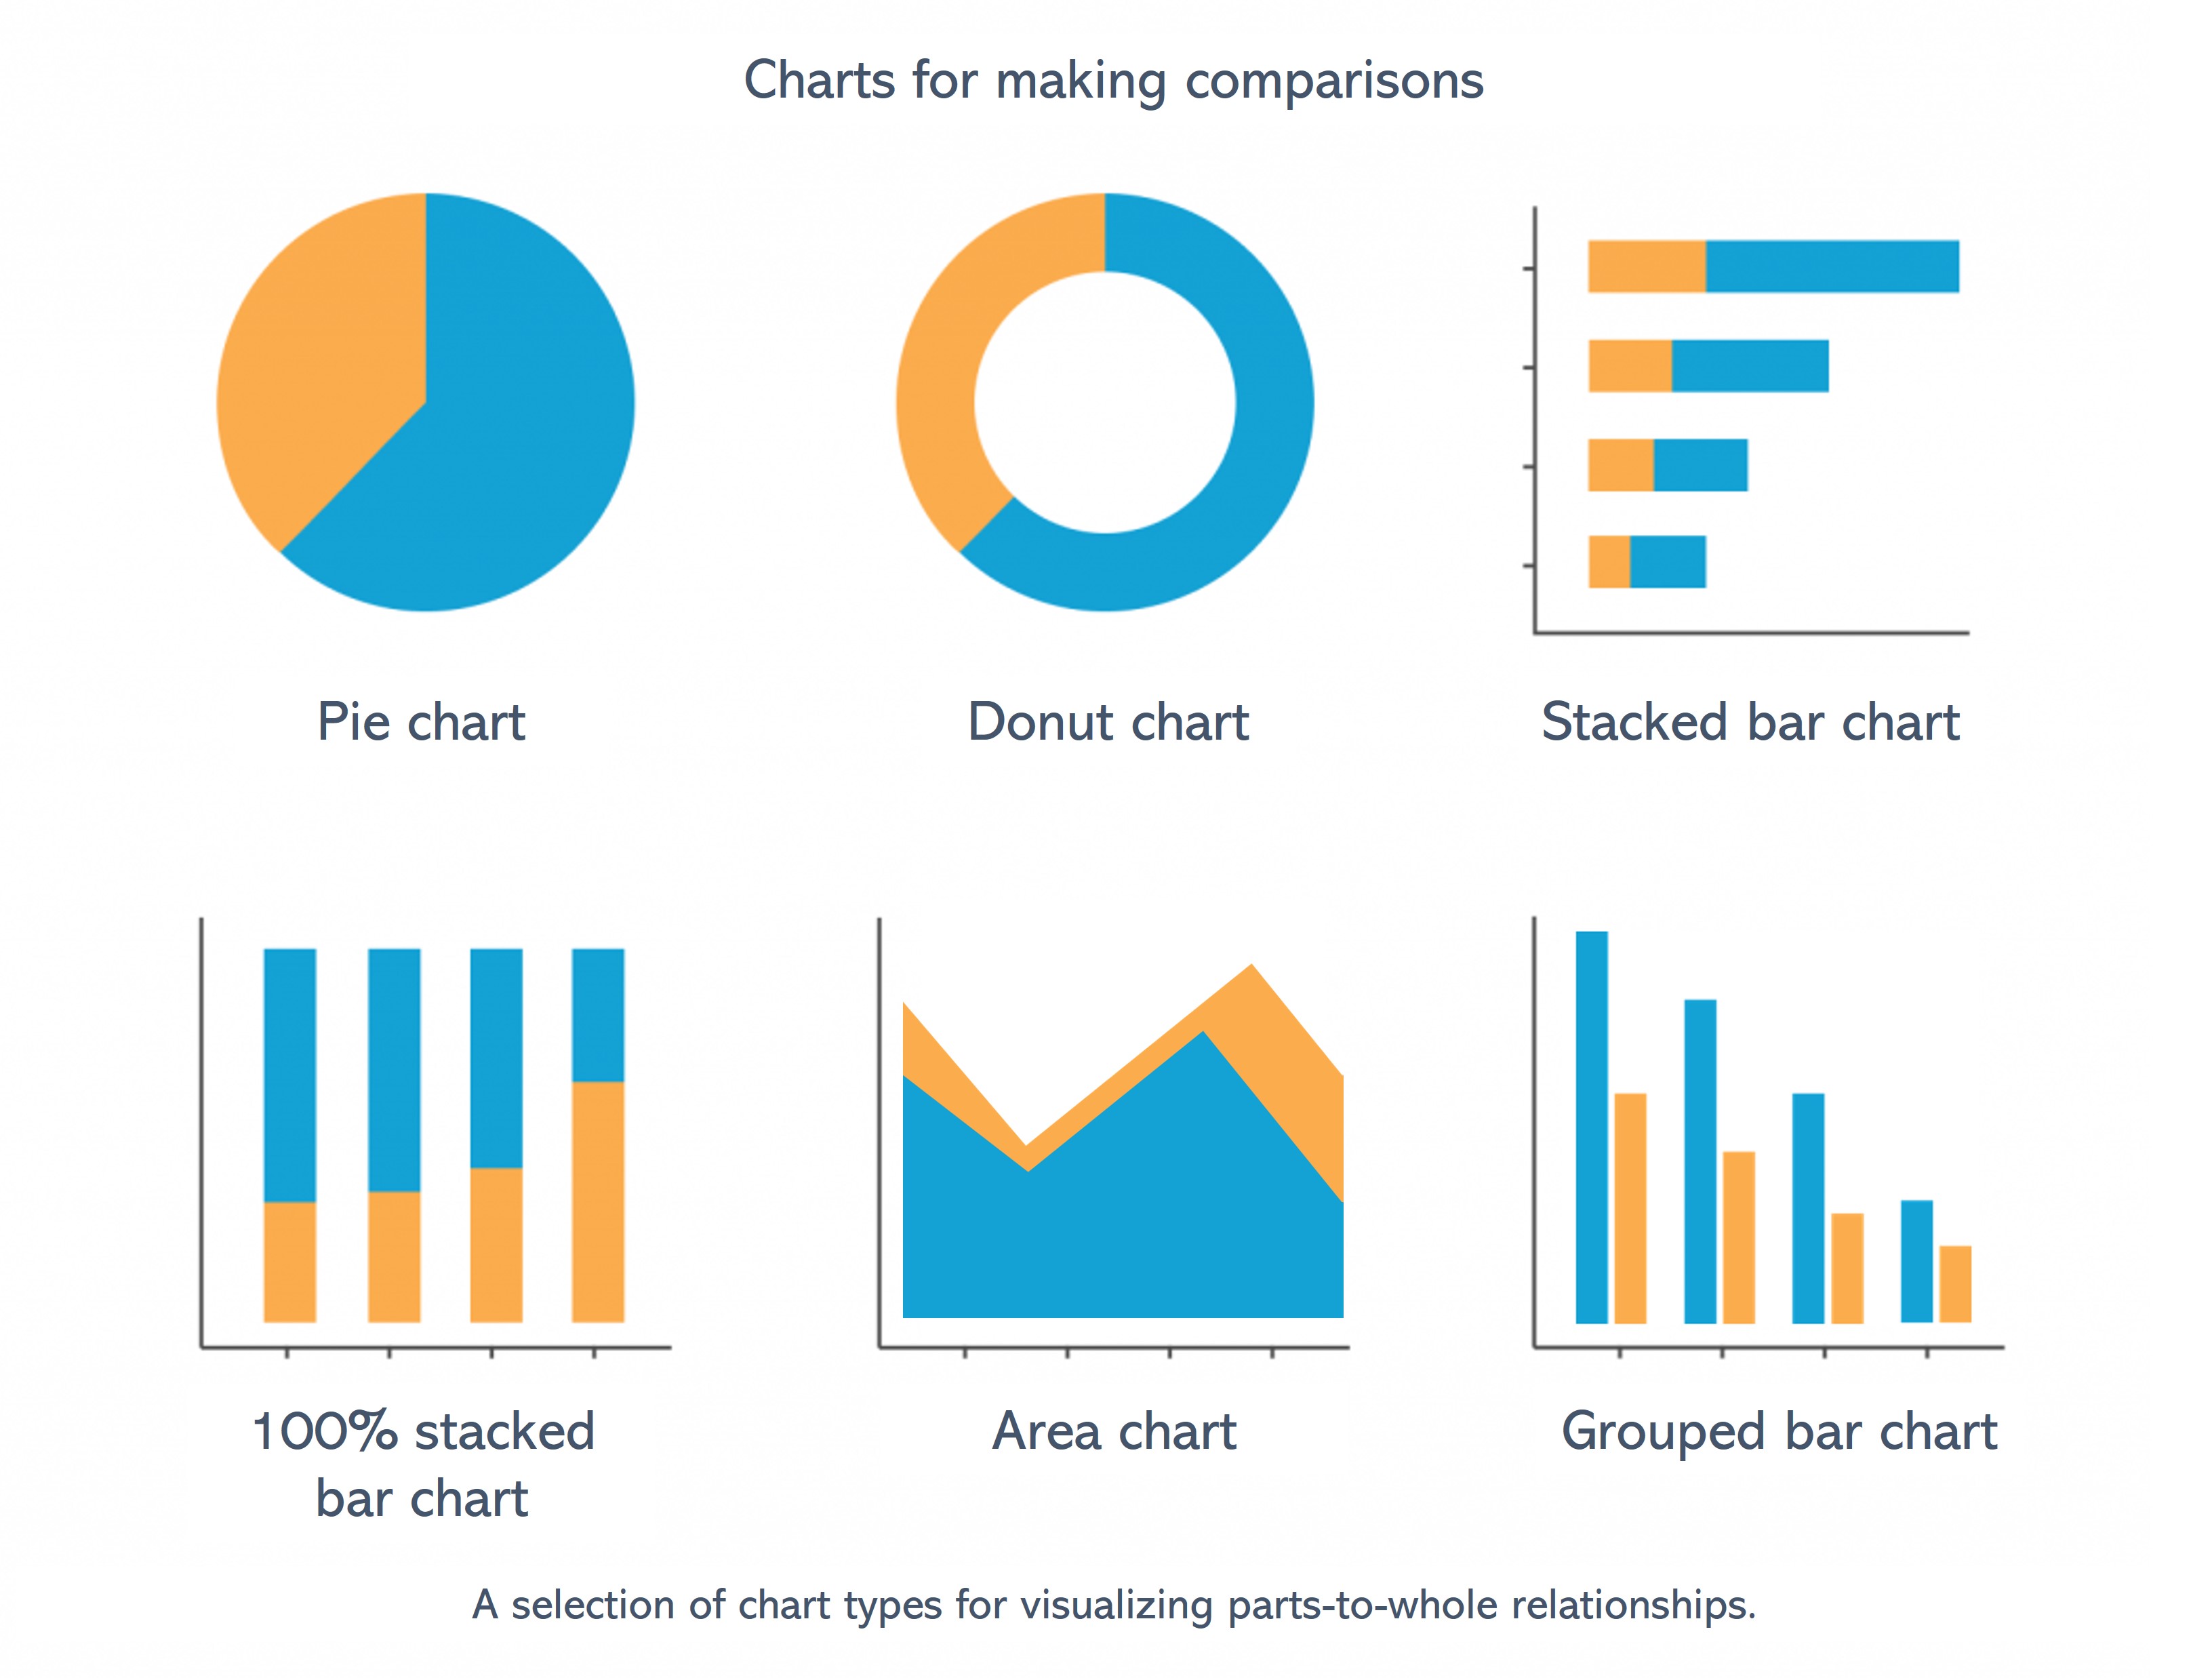 Charts for making comparisons
Pie chart
Donut chart
Stacked bar chart
100% stacked
bar chart
Area chart
Grouped bar chart
A selection of chart types for visualizing parts-to-whole relationships.